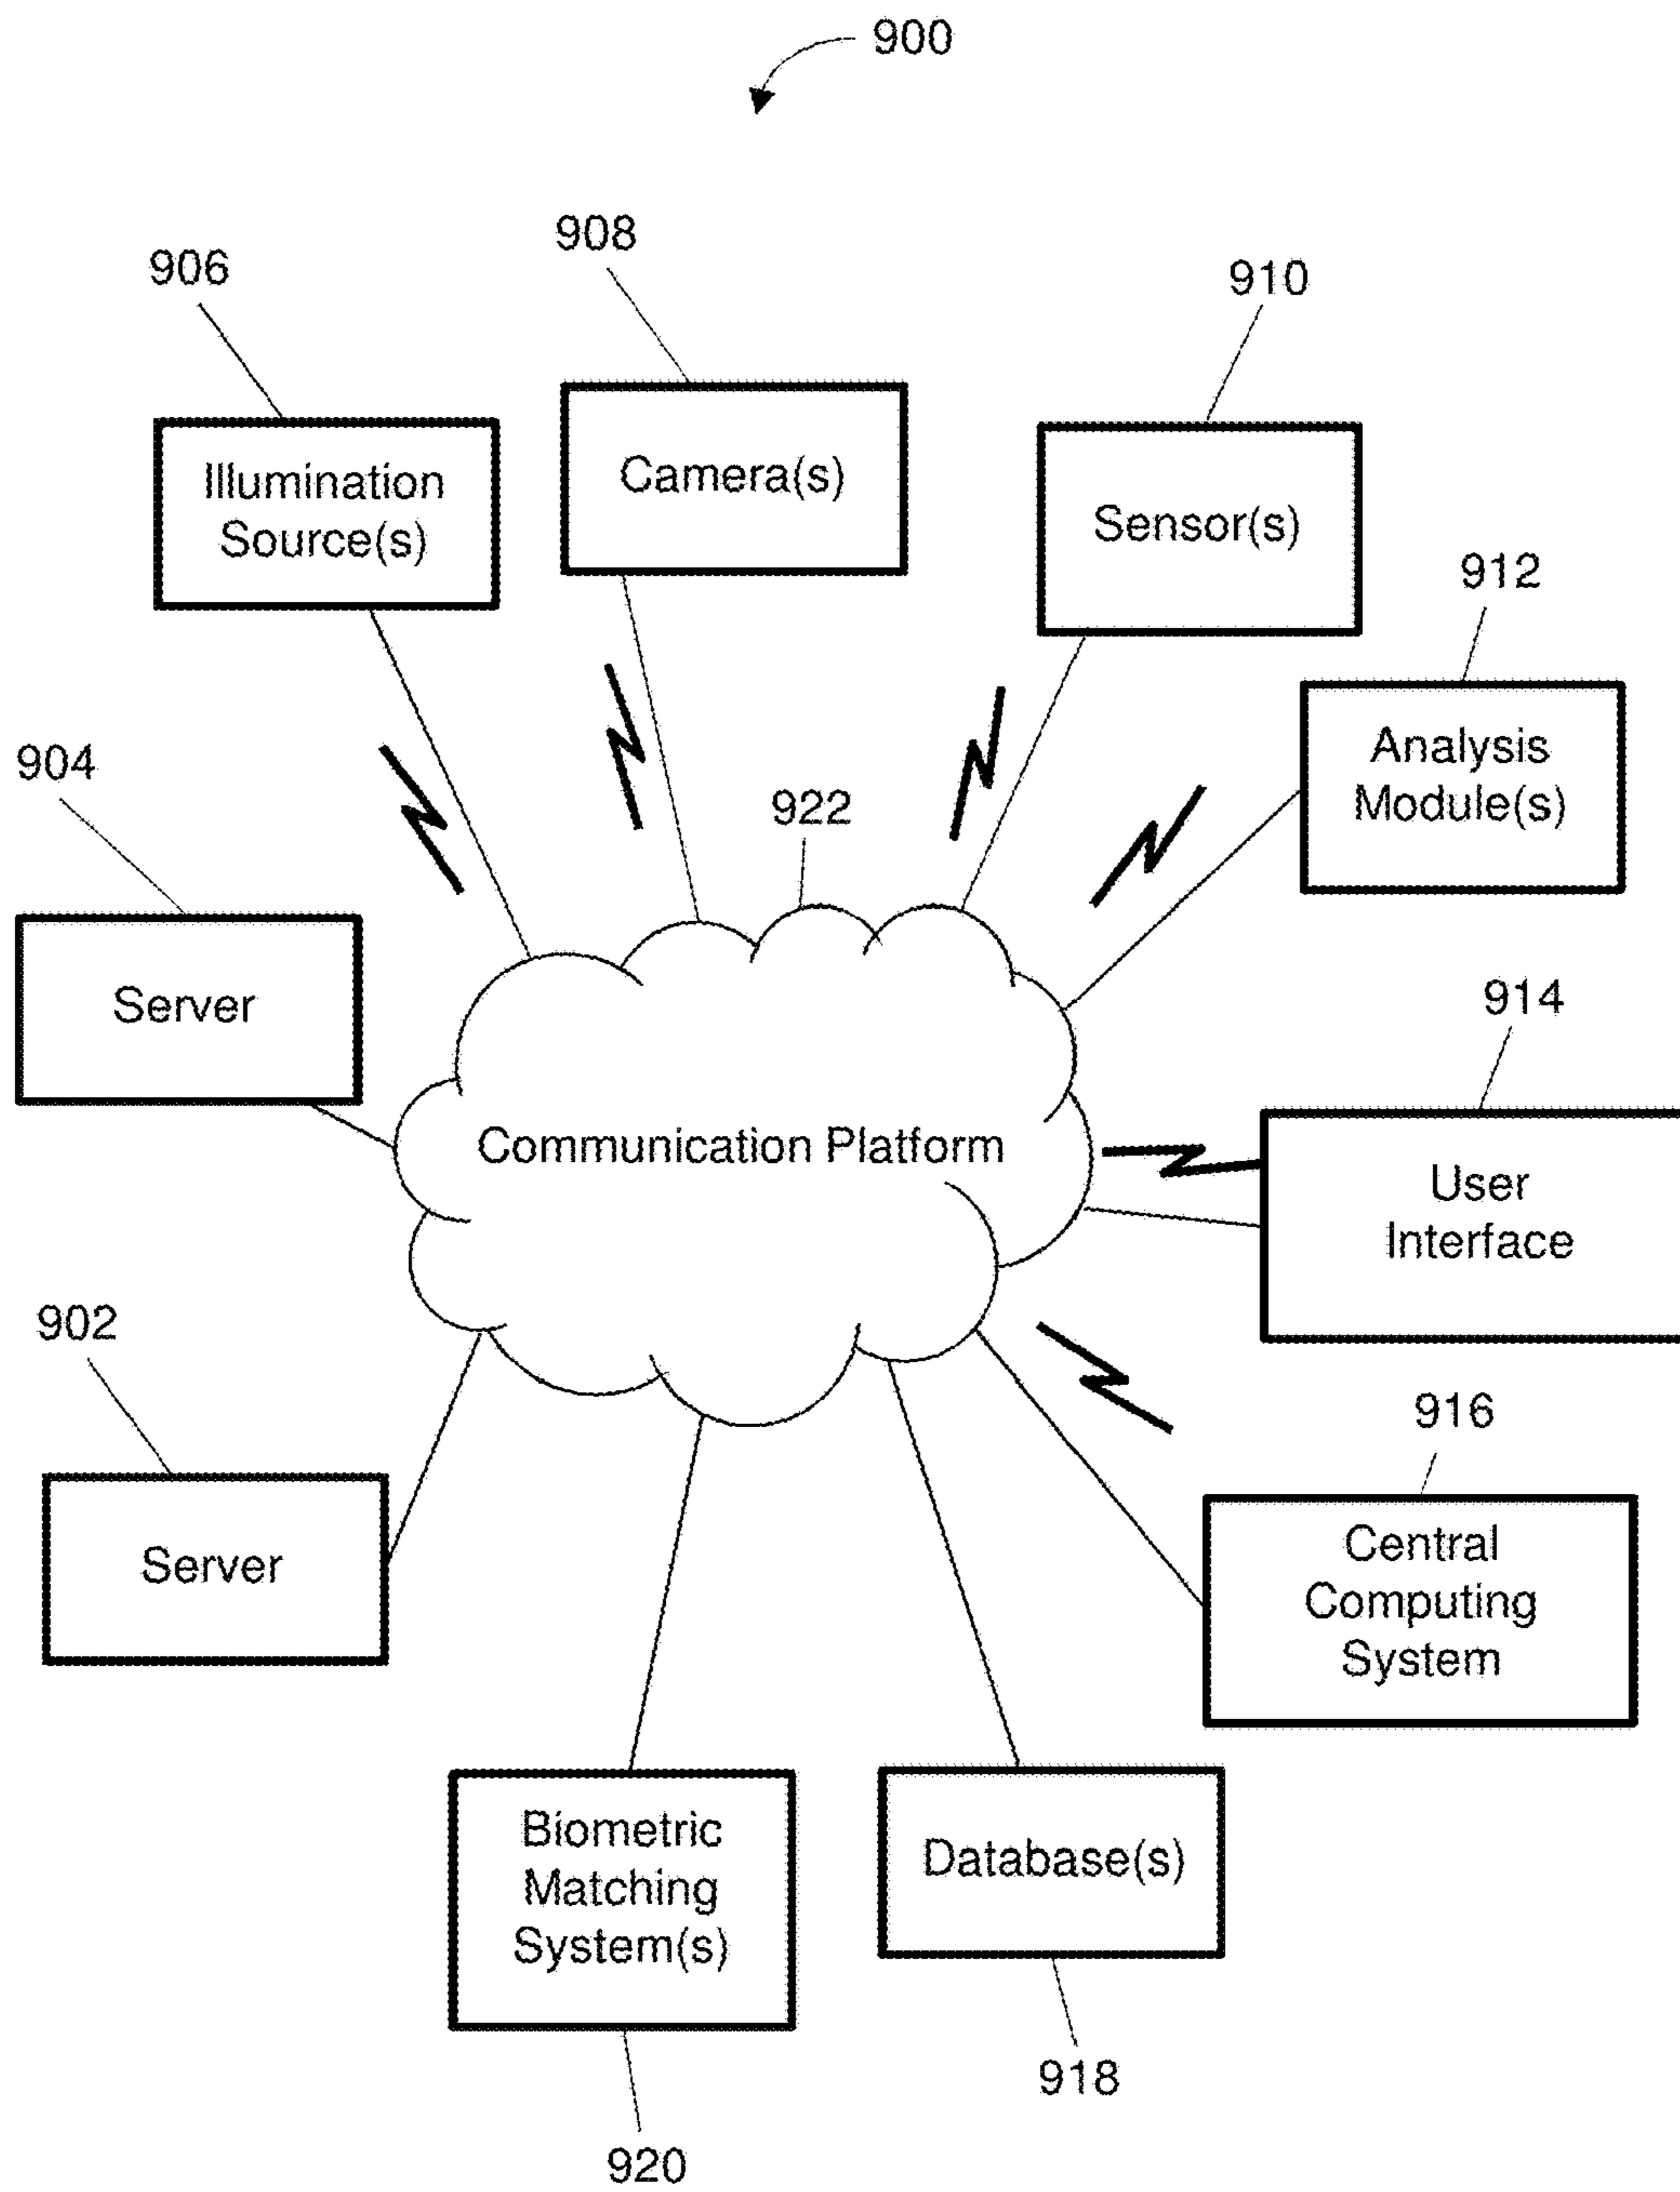 900
908
906
910
Illumination
Source(s)
Camera(s)
Sensor(s)
912
904
922
Analysis
Module(s)
Server
914
Communication Platform
User
Interface
902
916
Server
Central
Computing
System
Biometric
Matching
System(s)
Database(s)
918
920